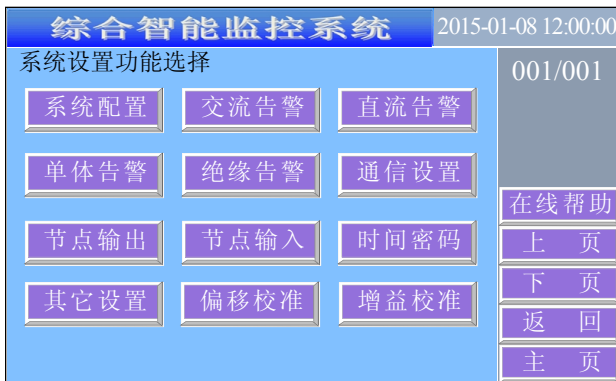 综合智能监控系统 2015-01-08 12:00:00
系统设置功能选择 001/001
系统配置 交流告警 直流告警
单体告警 绝缘告警 通信设置
在线帮助
节点输出 节点输入 时间密码
上 页
下 页
其它设置 偏移校准 增益校准
返 回
主 页